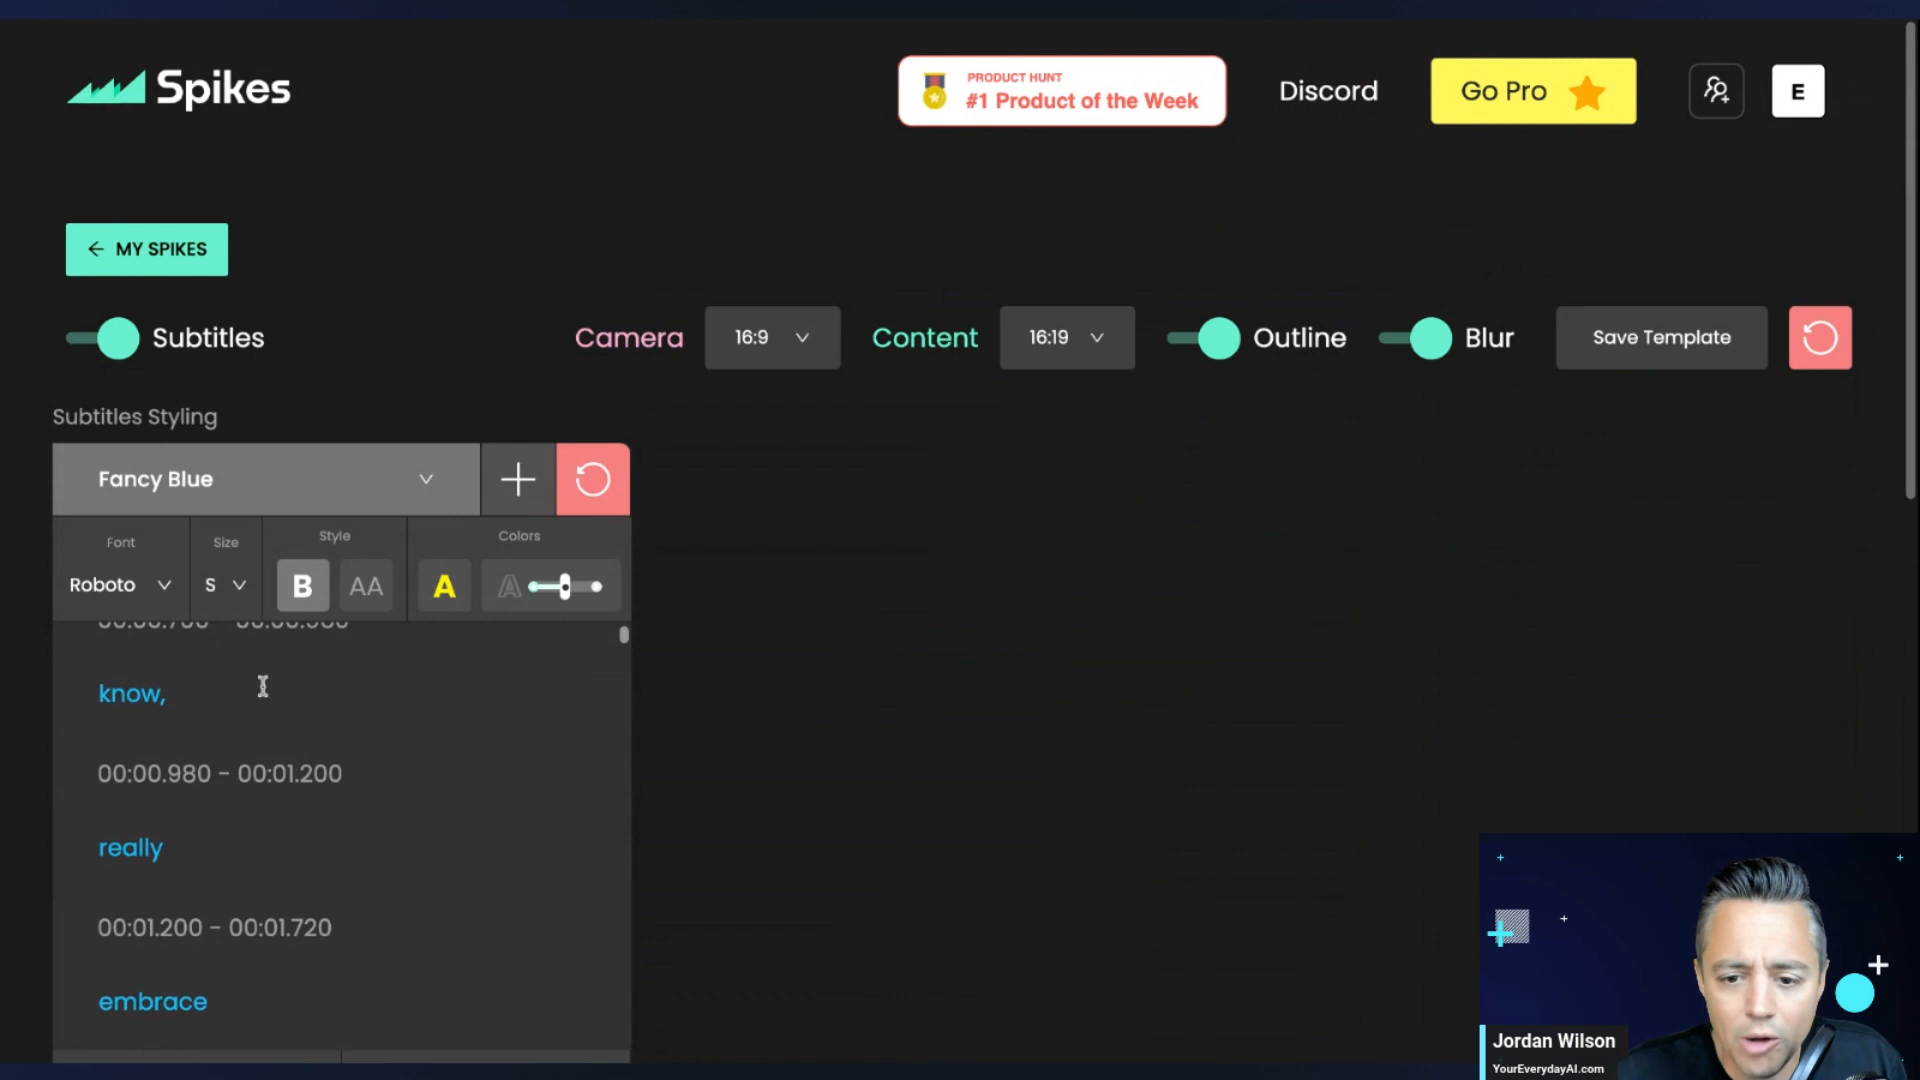 Spikes
PRODUCT HUNT
#1 Product of the Week
Discord
Go Pro
E
MY SPIKES
Subtitles
Camera
16:9
Content
16:19
Outline
Blur
Save Template
Subtitles Styling
Fancy Blue
Font
Size
Style
Colors
Roboto
S
B
AA
A
A
know,
00:00.980 - 00:01.200
really
00:01.200 - 00:01.720
embrace
Jordan Wilson
YourEverydayAI.com